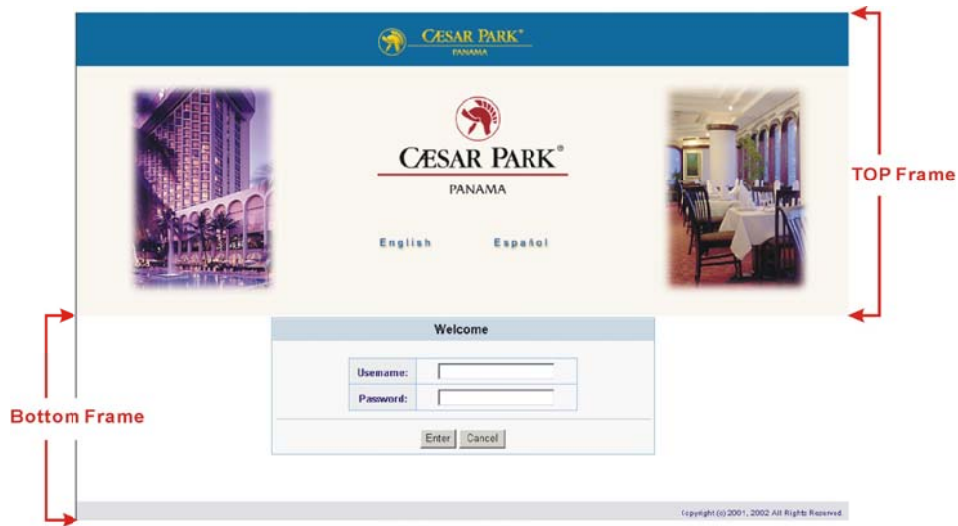 CÆSAR PARK®
PANAMA
CÆSAR PARK®
PANAMA
TOP Frame
English Español
Welcome
Username:
Password:
Bottom Frame
Enter Cancel
Copyright (c) 2001, 2002 All Rights Reserved.